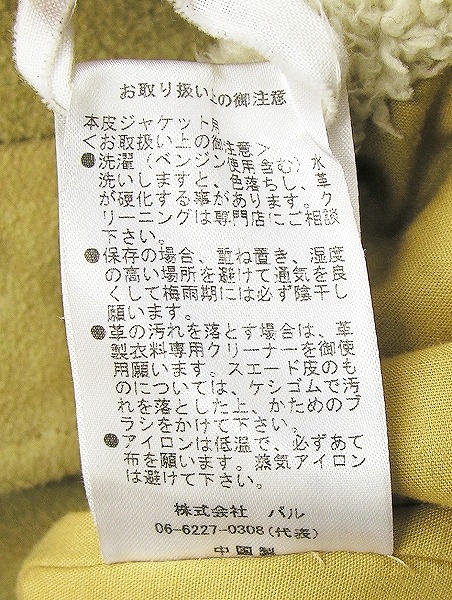 お取り扱い上の御注意
本皮ジャケット用
＜お取扱い上の御注意＞
●洗濯（ベンジン使用含む）水
洗いしますと、色落ちし、革
が硬化する事があります。ク
リーニングは専門店にご相談
下さい。
●保存の場合、重ね置き、湿度
の高い場所を避けて通気を良
くして梅雨期には必ず陰干し
願います。
●革の汚れを落とす場合は、革
製衣料専用クリーナーを御使
用願います。スエード皮のも
のについては、ケシゴムで汚
れを落とした上、かためのブ
ラシをかけて下さい。
●アイロンは低温で、必ずあて
布を願います。蒸気アイロン
は避けて下さい。
株式会社 パル
06-6227-0308(代表)
中国製